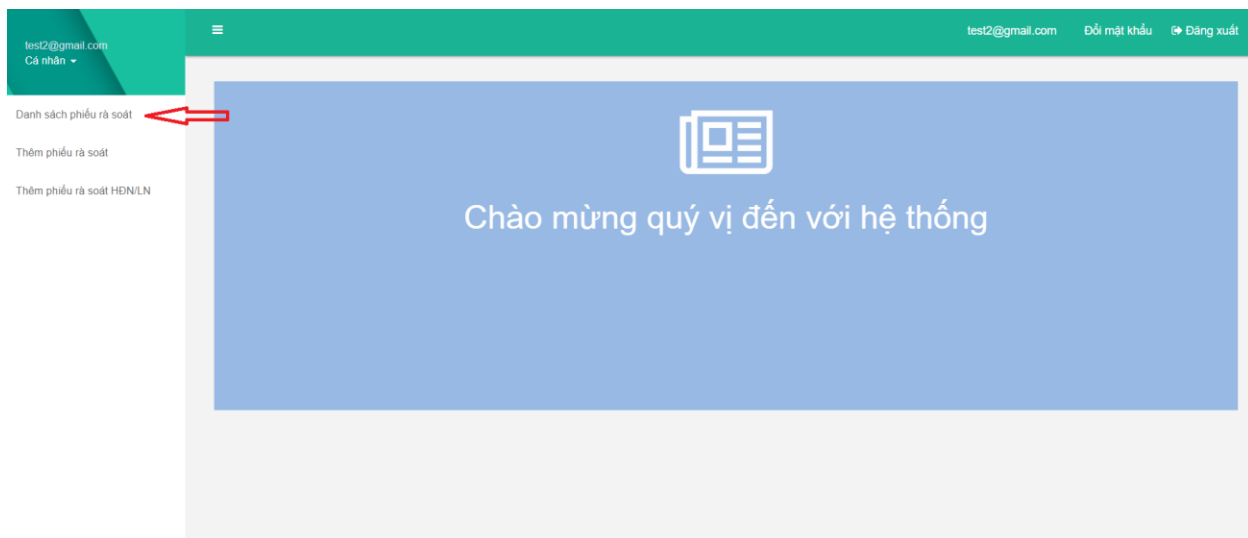 test2@gmail.com
Cá nhân
test2@gmail.com Đổi mật khẩu Đăng xuất
Danh sách phiếu rà soát
Thêm phiếu rà soát
Thêm phiếu rà soát HĐN/LN
Chào mừng quý vị đến với hệ thống